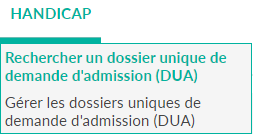 HANDICAP
Rechercher un dossier unique de
demande d'admission (DUA)
Gérer les dossiers uniques de
demande d'admission (DUA)